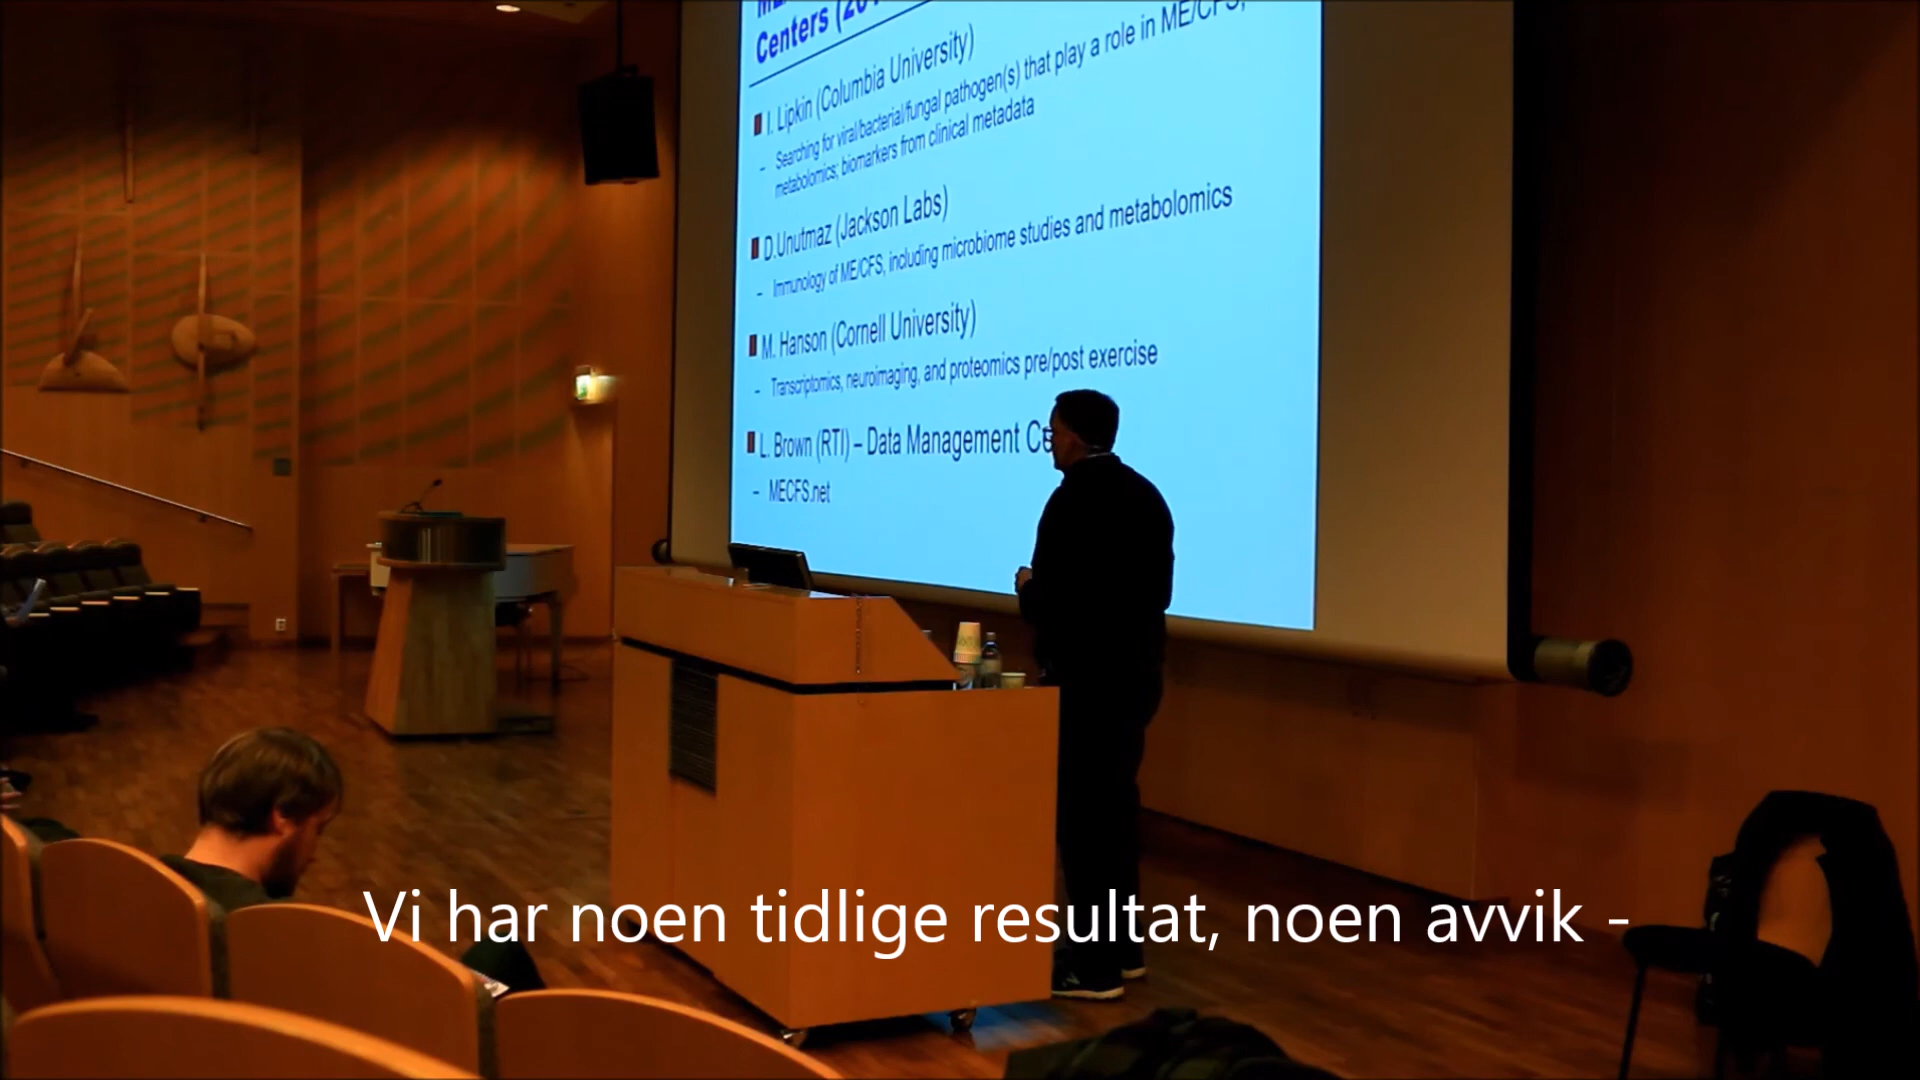 Centers (20
I. Lipkin (Columbia University)
– Searching for viral/bacterial/fungal pathogen(s) that play a role in ME/CFS;
metabolomics; biomarkers from clinical metadata
D.Unutmaz (Jackson Labs)
– Immunology of ME/CFS, including microbiome studies and metabolomics
M. Hanson (Cornell University)
– Transcriptomics, neuroimaging, and proteomics pre/post exercise
L. Brown (RTI) – Data Management
– MECFS.net
Vi har noen tidlige resultat, noen avvik -